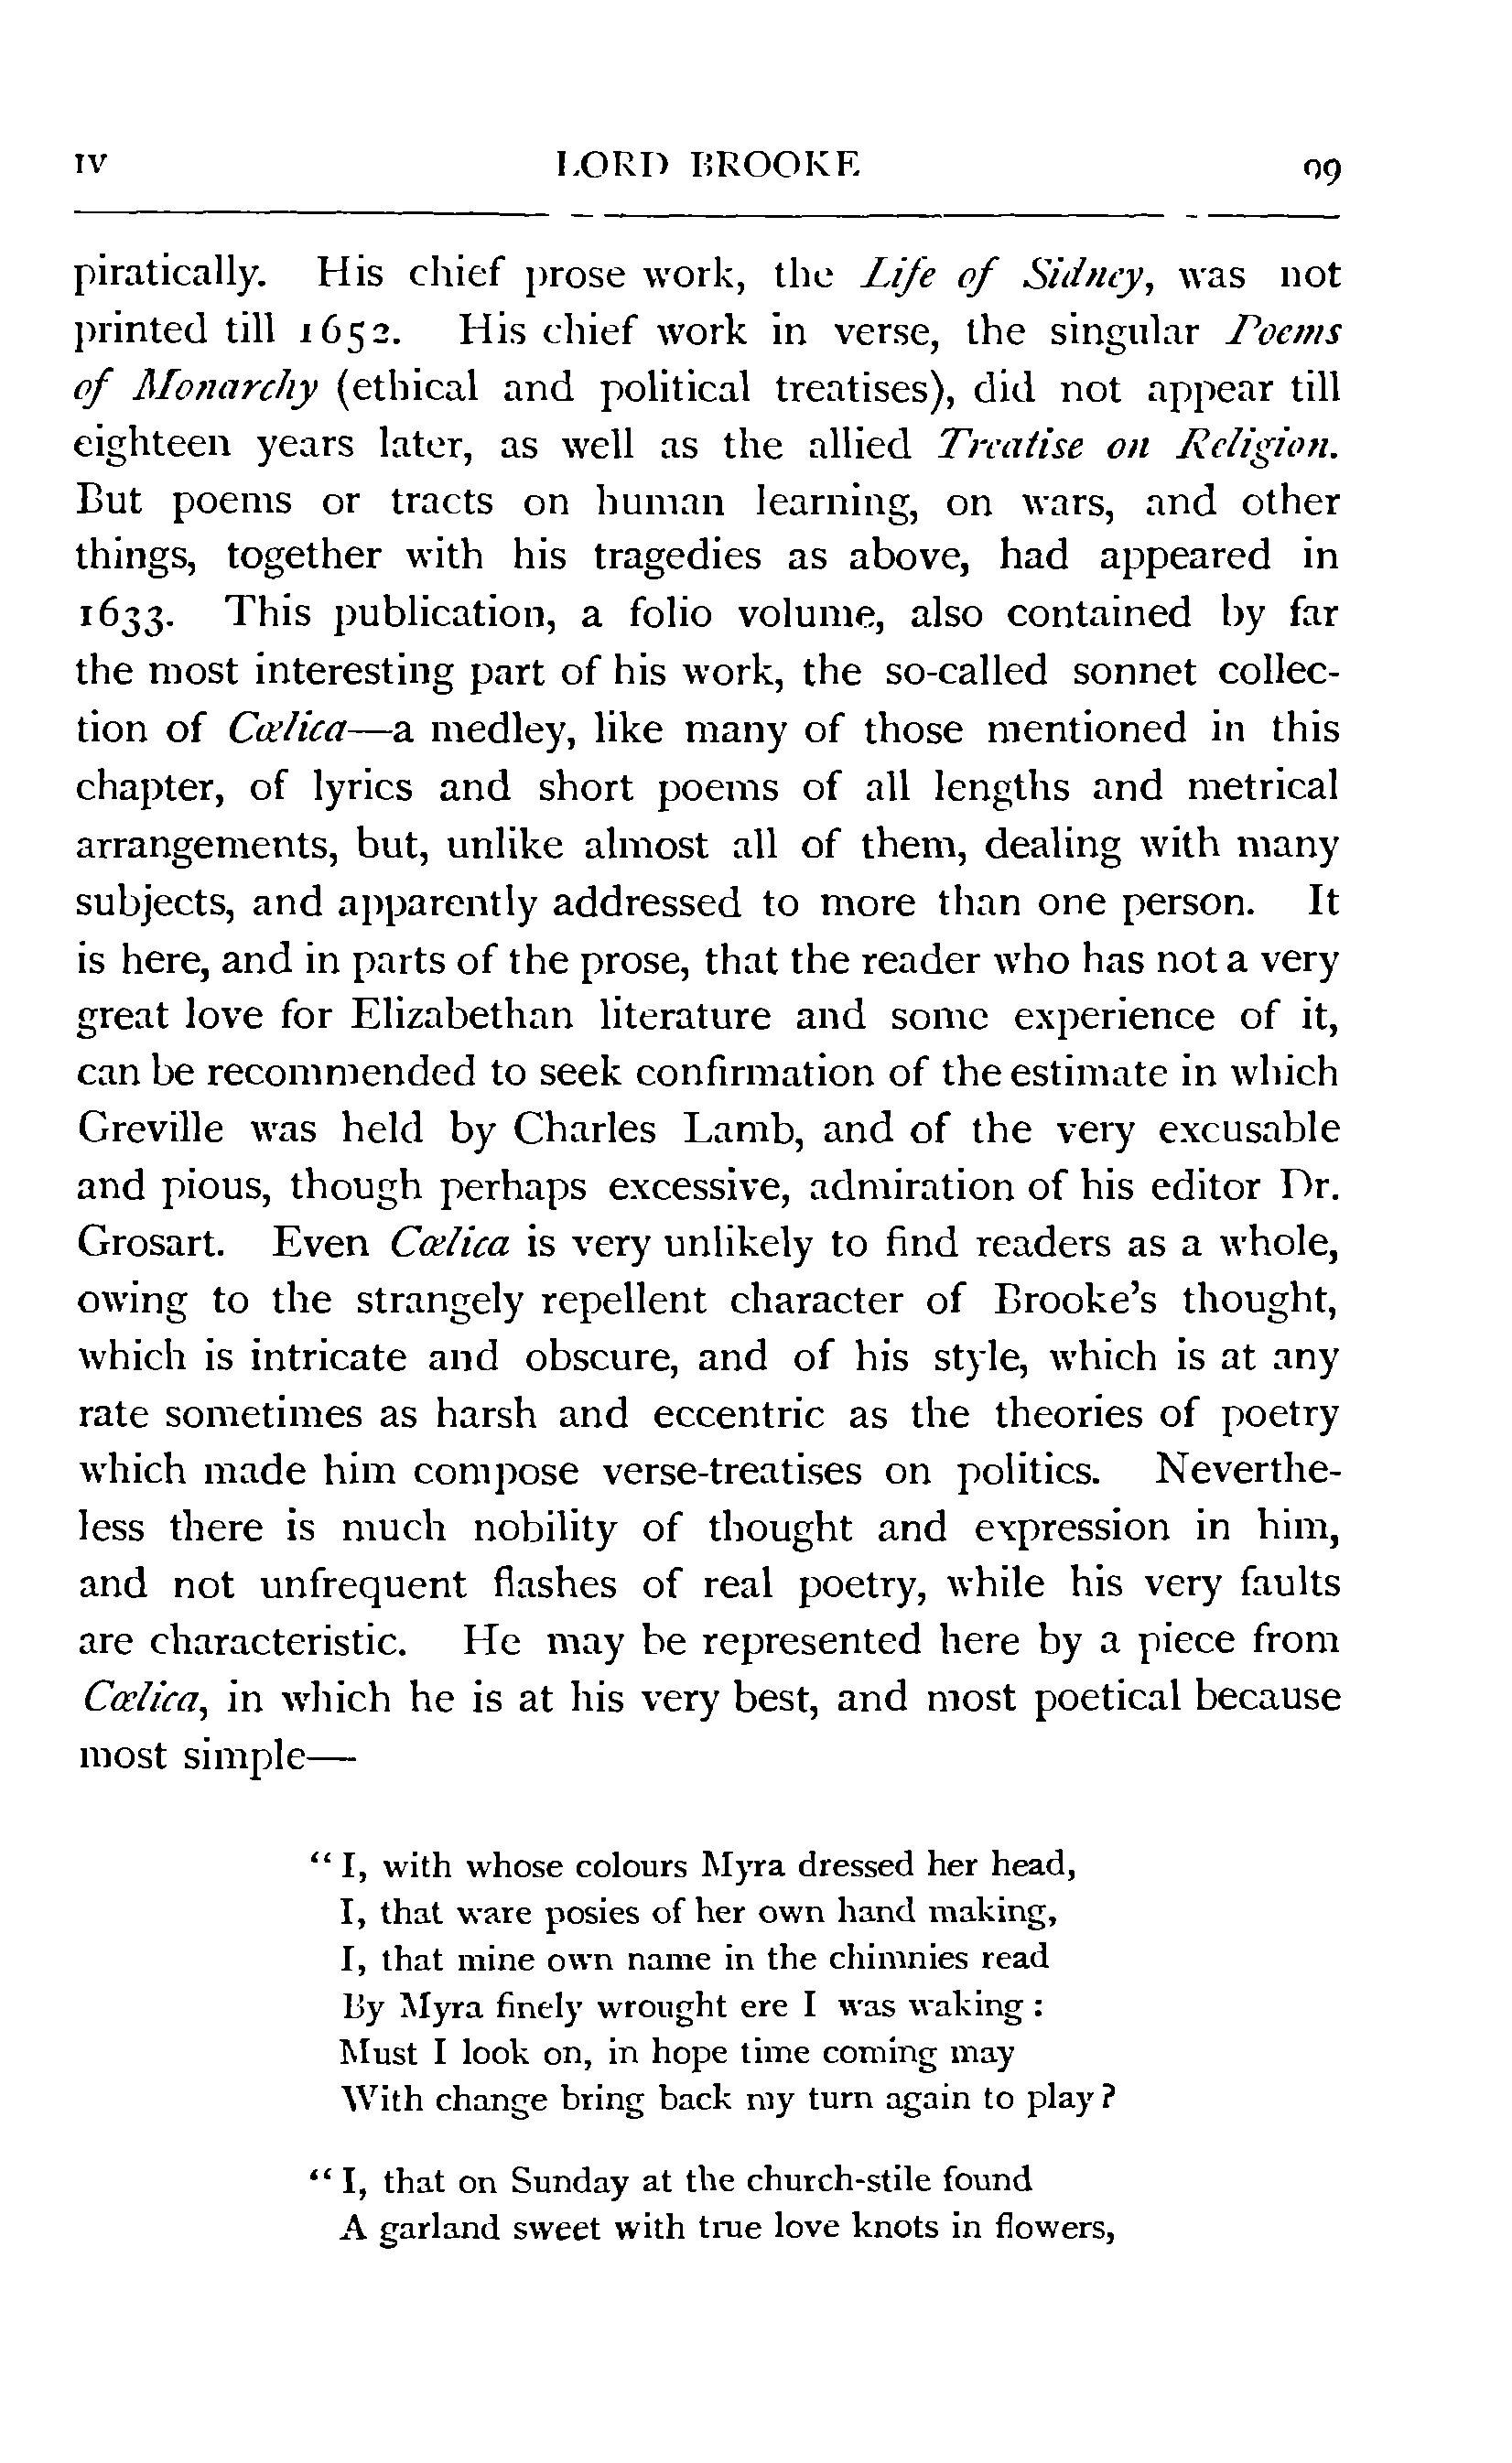 IV LORD BROOKE 99
piratically. His chief prose work, the Life of Sidney, was not
printed till 1652. His chief work in verse, the singular Poems
of Monarchy (ethical and political treatises), did not appear till
eighteen years later, as well as the allied Treatise on Religion.
But poems or tracts on human learning, on wars, and other
things, together with his tragedies as above, had appeared in
1633. This publication, a folio volume, also contained by far
the most interesting part of his work, the so-called sonnet collec-
tion of Cœlica—a medley, like many of those mentioned in this
chapter, of lyrics and short poems of all lengths and metrical
arrangements, but, unlike almost all of them, dealing with many
subjects, and apparently addressed to more than one person. It
is here, and in parts of the prose, that the reader who has not a very
great love for Elizabethan literature and some experience of it,
can be recommended to seek confirmation of the estimate in which
Greville was held by Charles Lamb, and of the very excusable
and pious, though perhaps excessive, admiration of his editor Dr.
Grosart. Even Cœlica is very unlikely to find readers as a whole,
owing to the strangely repellent character of Brooke's thought,
which is intricate and obscure, and of his style, which is at any
rate sometimes as harsh and eccentric as the theories of poetry
which made him compose verse-treatises on politics. Neverthe-
less there is much nobility of thought and expression in him,
and not unfrequent flashes of real poetry, while his very faults
are characteristic. He may be represented here by a piece from
Cœlica, in which he is at his very best, and most poetical because
most simple—
"I, with whose colours Myra dressed her head,
I, that ware posies of her own hand making,
I, that mine own name in the chimnies read
By Myra finely wrought ere I was waking:
Must I look on, in hope time coming may
With change bring back my turn again to play?
"I, that on Sunday at the church-stile found
A garland sweet with true love knots in flowers,